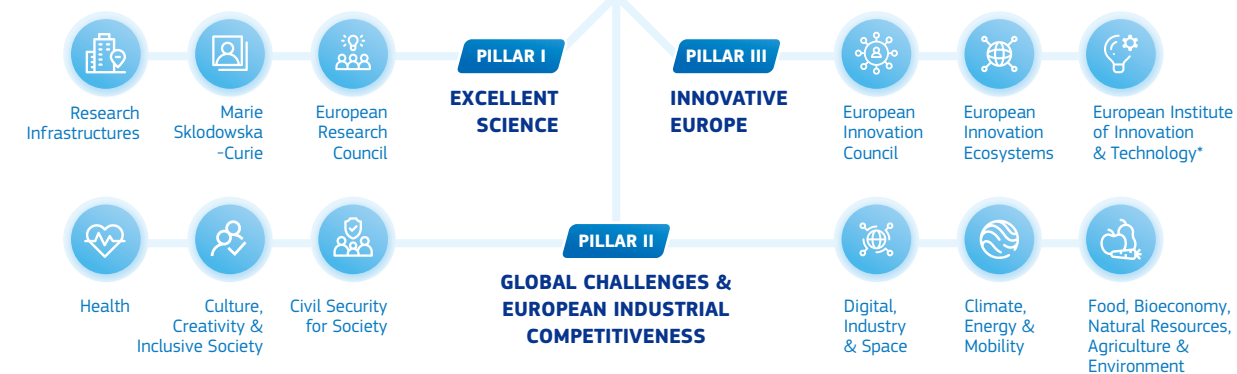 PILLAR I
EXCELLENT
SCIENCE
Research
Infrastructures
Marie
Sklodowska
-Curie
European
Research
Council
PILLAR III
INNOVATIVE
EUROPE
European
Innovation
Council
European
Innovation
Ecosystems
European Institute
of Innovation
& Technology*
PILLAR II
GLOBAL CHALLENGES &
EUROPEAN INDUSTRIAL
COMPETITIVENESS
Health
Culture,
Creativity &
Inclusive Society
Civil Security
for Society
Digital,
Industry
& Space
Climate,
Energy &
Mobility
Food, Bioeconomy,
Natural Resources,
Agriculture &
Environment